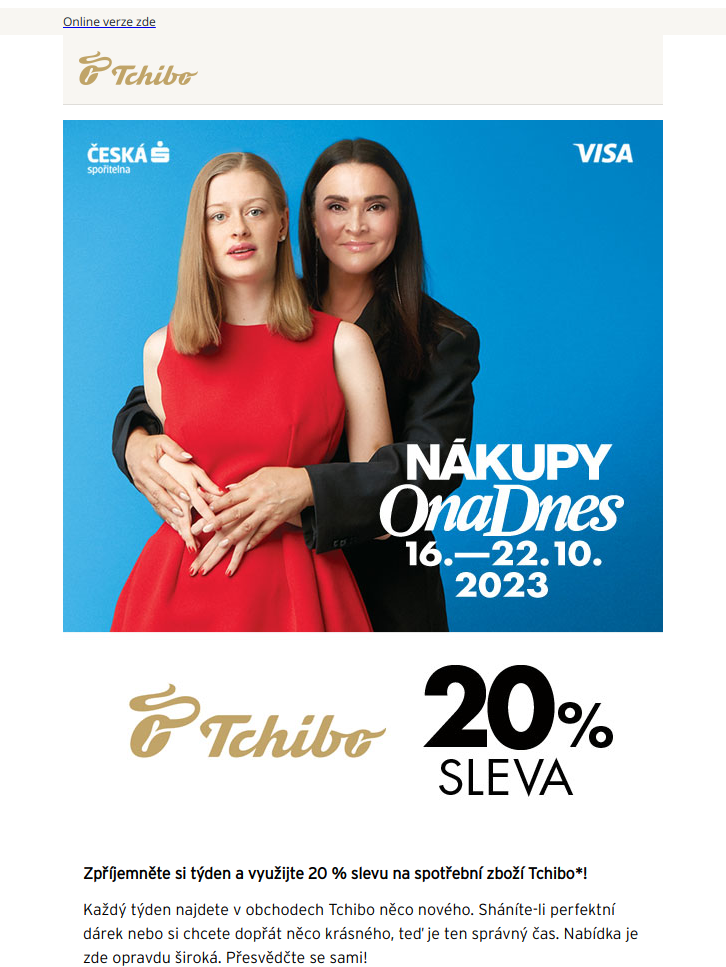 Online verze zde
Tchibo
ČESKÁ
spořitelna
VISA
NÁKUPY
OnaDnes
16.—22.10.
2023
Tchibo
20%
SLEVA
Zpříjemněte si týden a využijte 20 % slevu na spotřební zboží Tchibo*!
Každý týden najdete v obchodech Tchibo něco nového. Sháníte-li perfektní
dárek nebo si chcete dopřát něco krásného, teď je ten správný čas. Nabídka je
zde opravdu široká. Přesvědčte se sami!